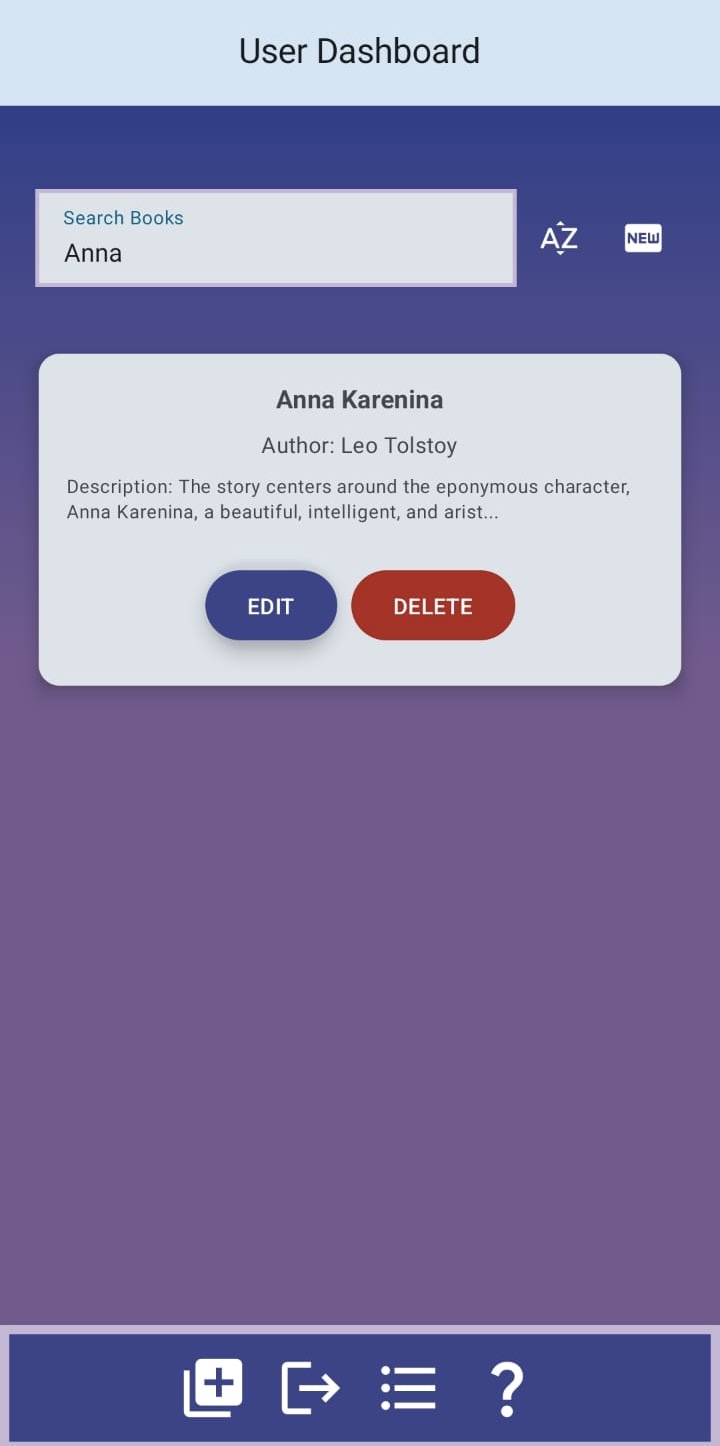 User Dashboard
Search Books
Anna
AZ
NEW
Anna Karenina
Author: Leo Tolstoy
Description: The story centers around the eponymous character,
Anna Karenina, a beautiful, intelligent, and arist...
EDIT DELETE
?